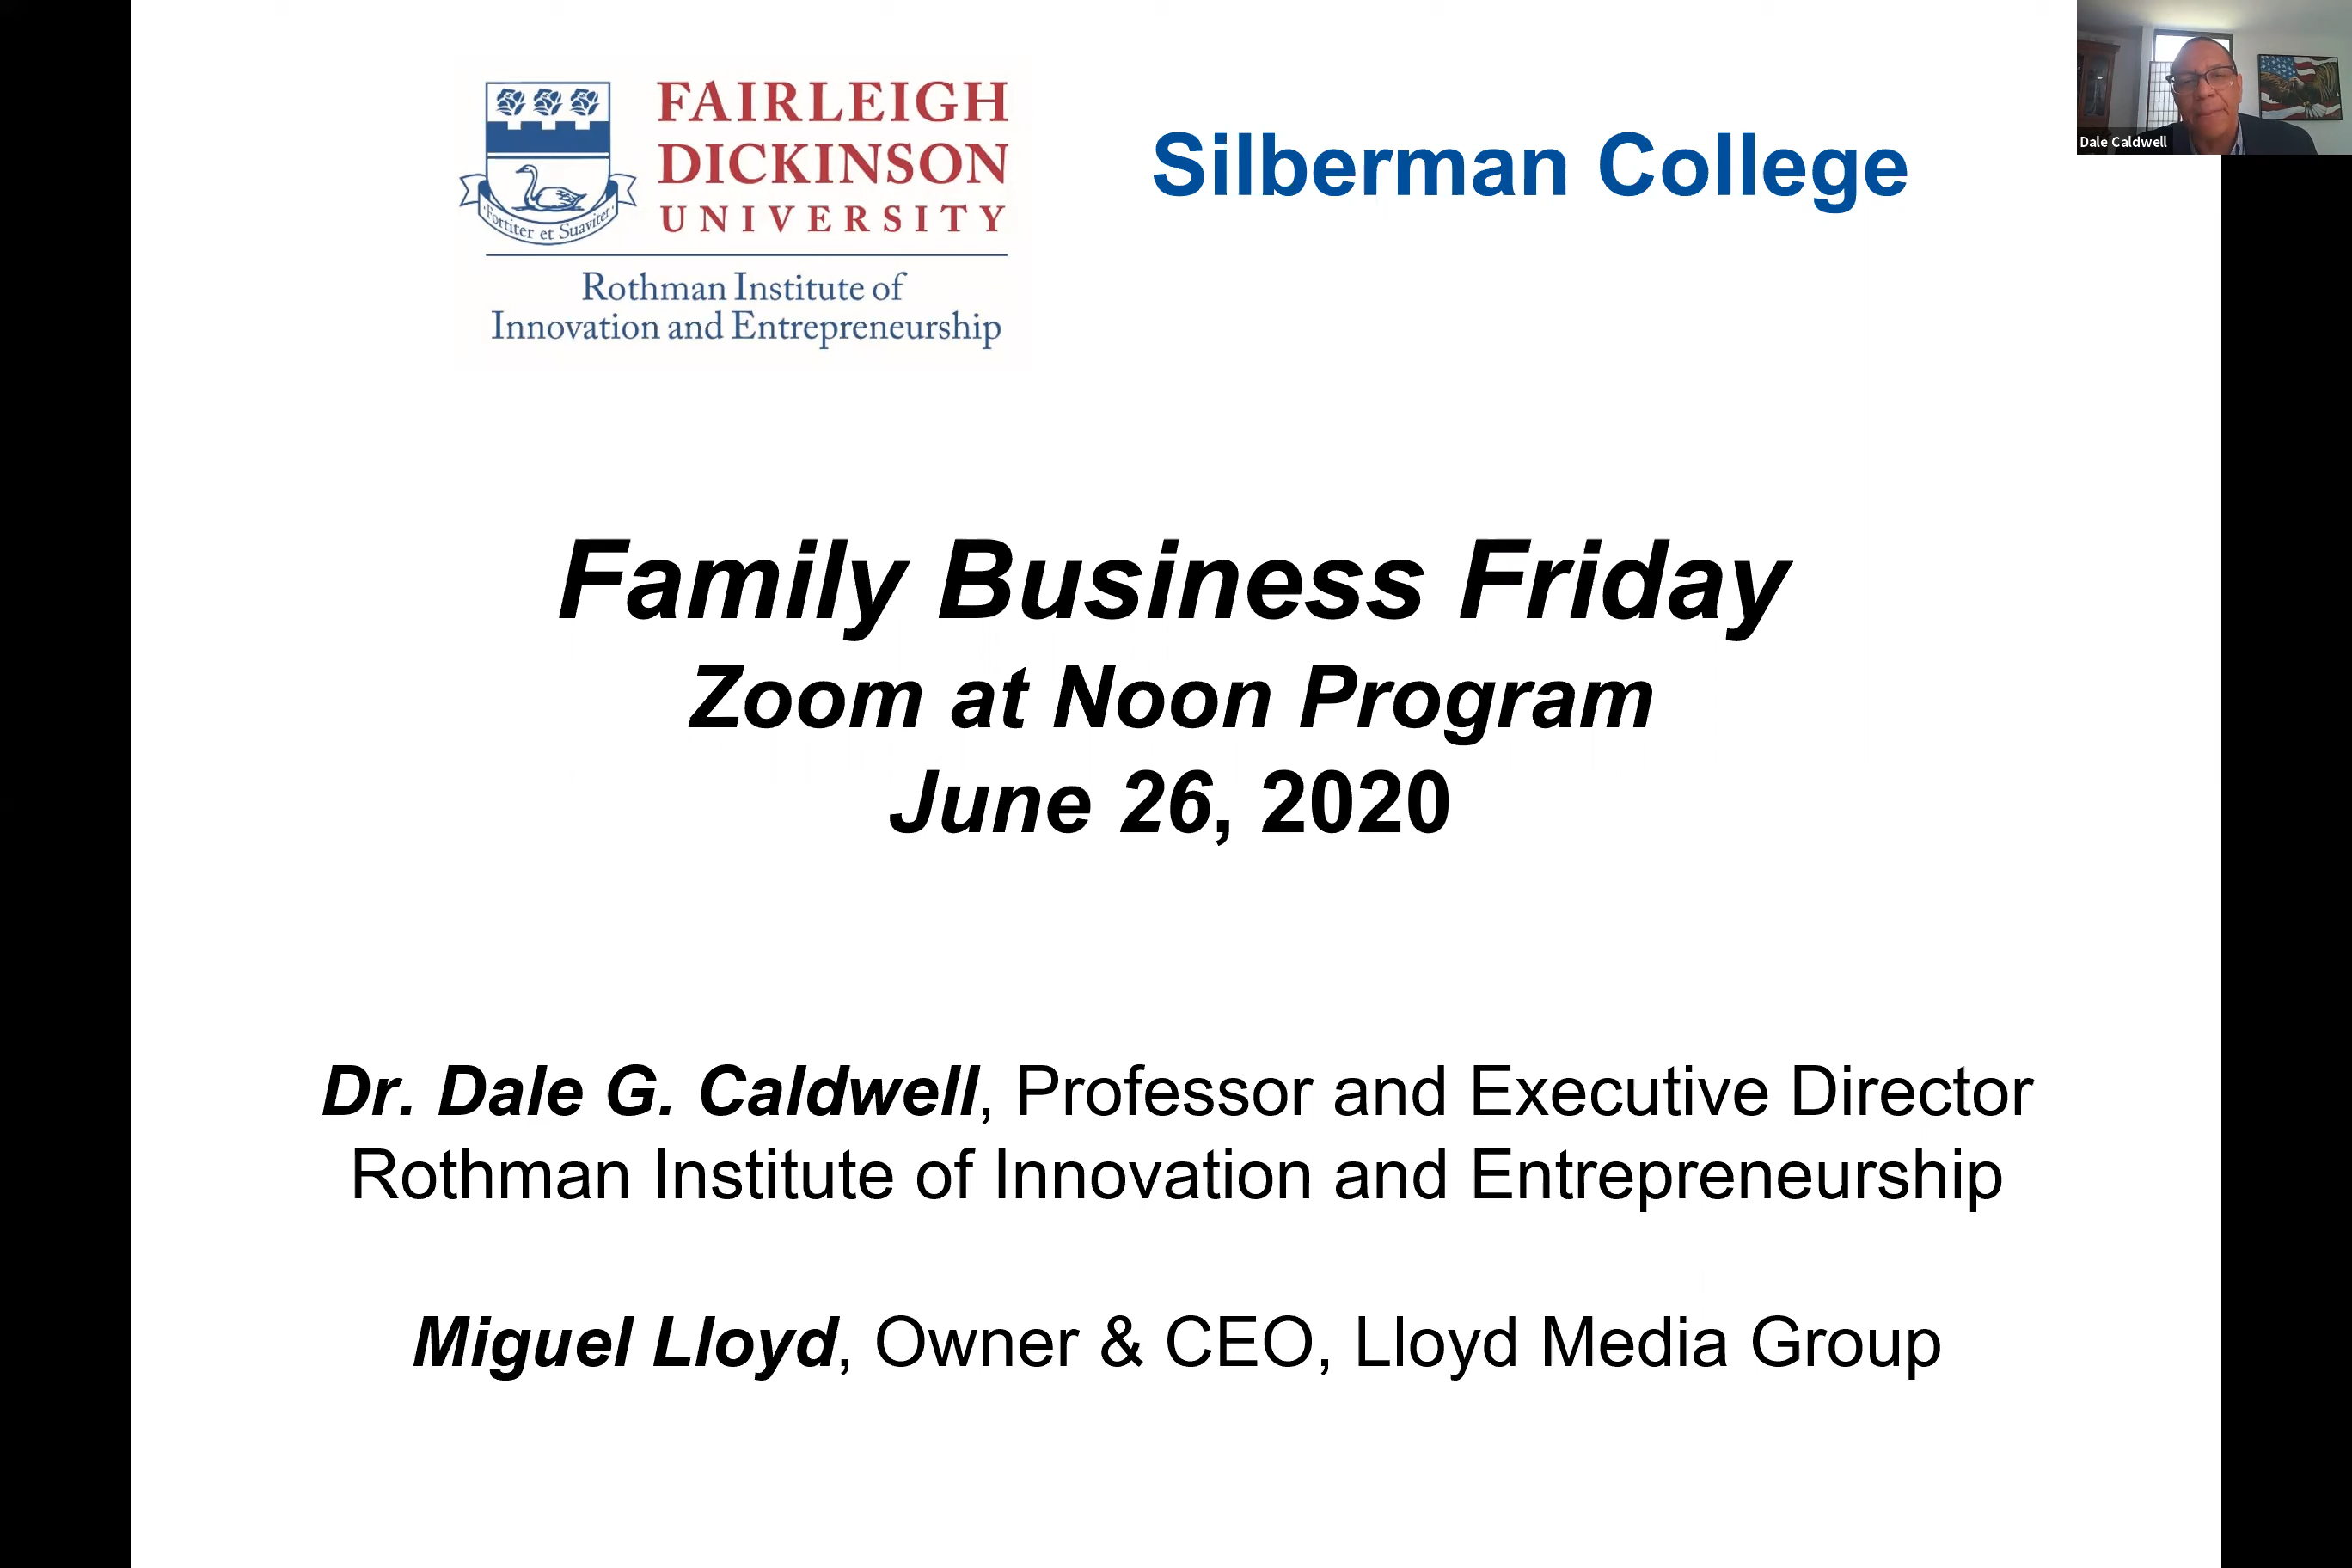 FAIRLEIGH
DICKINSON
UNIVERSITY
Fortiter et Suaviter
Rothman Institute of
Innovation and Entrepreneurship
Silberman College
Dale Caldwell
Family Business Friday
Zoom at Noon Program
June 26, 2020
Dr. Dale G. Caldwell, Professor and Executive Director
Rothman Institute of Innovation and Entrepreneurship
Miguel Lloyd, Owner & CEO, Lloyd Media Group